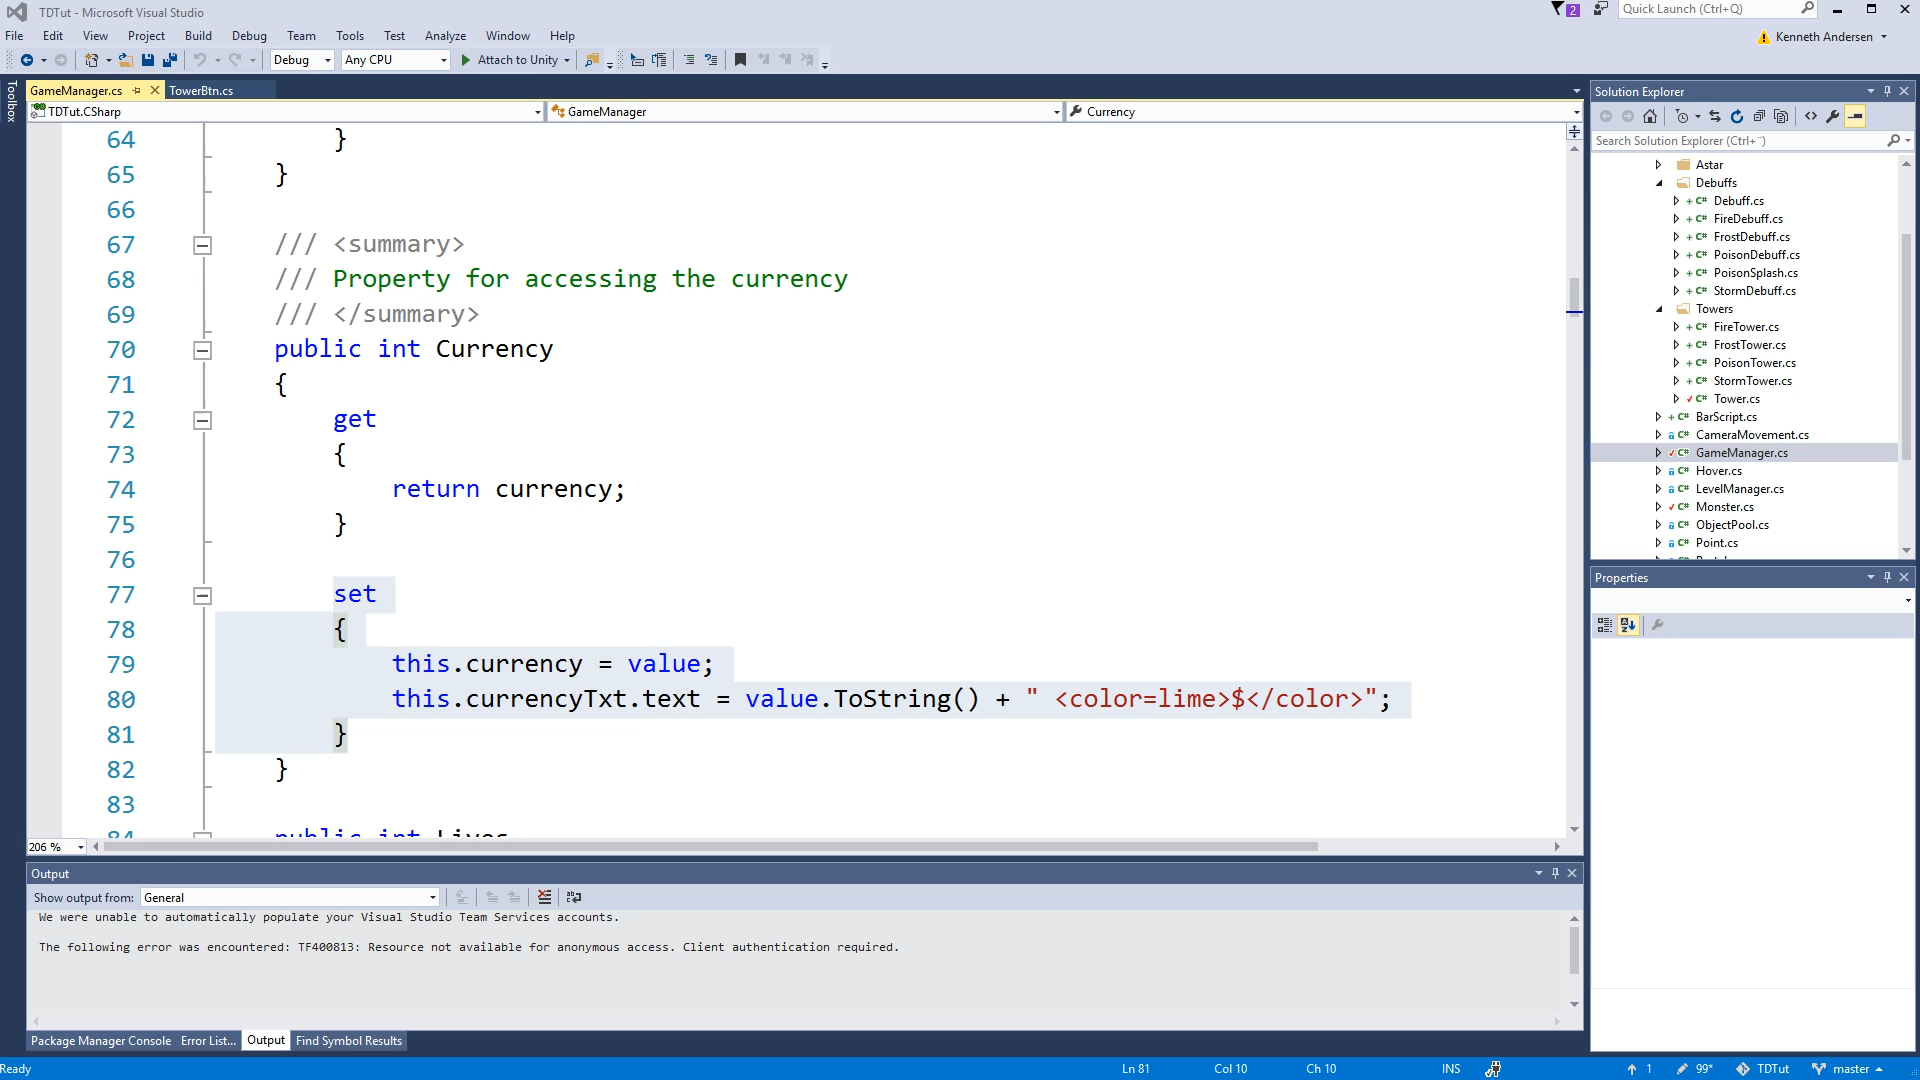 TDTut - Microsoft Visual Studio
2
Quick Launch (Ctrl+Q)
File Edit View Project Build Debug Team Tools Test Analyze Window Help
Kenneth Andersen
Debug Any CPU Attach to Unity
Toolbox
GameManager.cs TowerBtn.cs
TDTut.CSharp GameManager Currency
64 }
65 }
66
67 /// <summary>
68 /// Property for accessing the currency
69 /// </summary>
70 public int Currency
71 {
72 get
73 {
74 return currency;
75 }
76
77 set
78 {
79 this.currency = value;
80 this.currencyTxt.text = value.ToString() + " <color=lime>$</color>";
81 }
82 }
83
84 public int Lives
206 %
Output
Show output from: General
We were unable to automatically populate your Visual Studio Team Services accounts.
The following error was encountered: TF400813: Resource not available for anonymous access. Client authentication required.
Package Manager Console Error List... Output Find Symbol Results
Solution Explorer
Search Solution Explorer (Ctrl+¨)
Astar
Debuffs
C# Debuff.cs
C# FireDebuff.cs
C# FrostDebuff.cs
C# PoisonDebuff.cs
C# PoisonSplash.cs
C# StormDebuff.cs
Towers
C# FireTower.cs
C# FrostTower.cs
C# PoisonTower.cs
C# StormTower.cs
C# Tower.cs
C# BarScript.cs
C# CameraMovement.cs
C# GameManager.cs
C# Hover.cs
C# LevelManager.cs
C# Monster.cs
C# ObjectPool.cs
C# Point.cs
Properties
Ready Ln 81 Col 10 Ch 10 INS 1 99* TDTut master